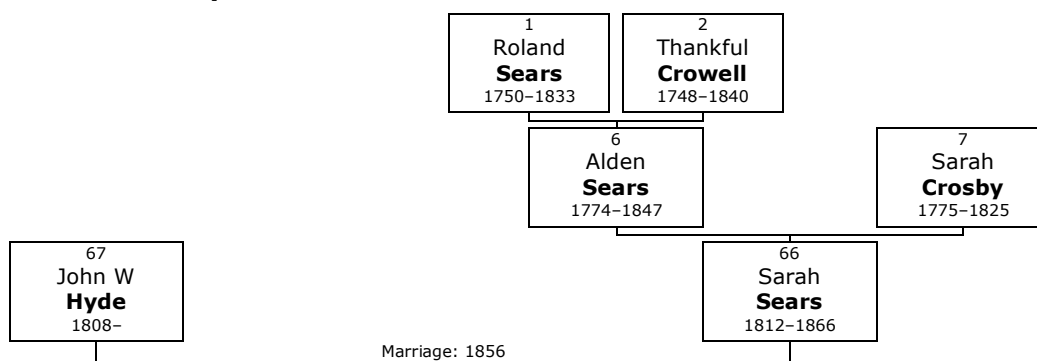 1
Roland
Sears
1750–1833
2
Thankful
Crowell
1748–1840
6
Alden
Sears
1774–1847
7
Sarah
Crosby
1775–1825
67
John W
Hyde
1808–
66
Sarah
Sears
1812–1866
Marriage: 1856